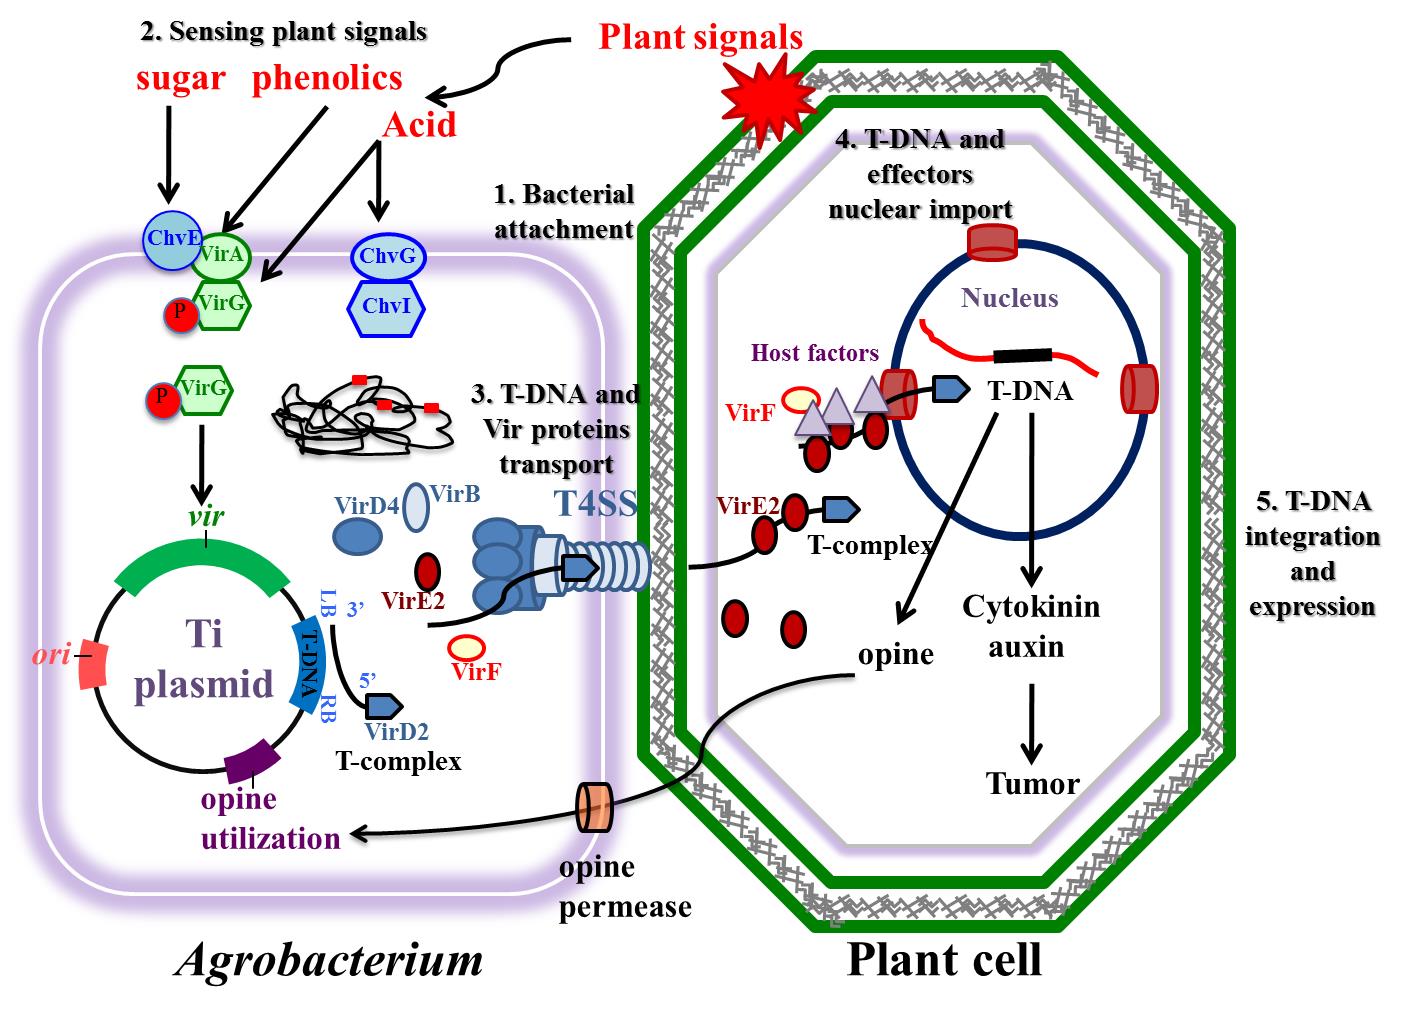 2. Sensing plant signals
Plant signals
sugar phenolics
Acid
1. Bacterial
attachment
4. T-DNA and
effectors
nuclear import
ChvE
VirA
VirG
P
ChvG
ChvI
P
VirG
vir
3. T-DNA and
Vir proteins
transport
T4SS
VirD4
VirB
VirE2
VirF
Ti
plasmid
ori
LB
3’
T-DNA
5’
RB
VirD2
T-complex
opine
utilization
opine
permease
Nucleus
Host factors
VirF
T-DNA
VirE2
T-complex
Cytokinin
auxin
opine
Tumor
5. T-DNA
integration
and
expression
Agrobacterium
Plant cell